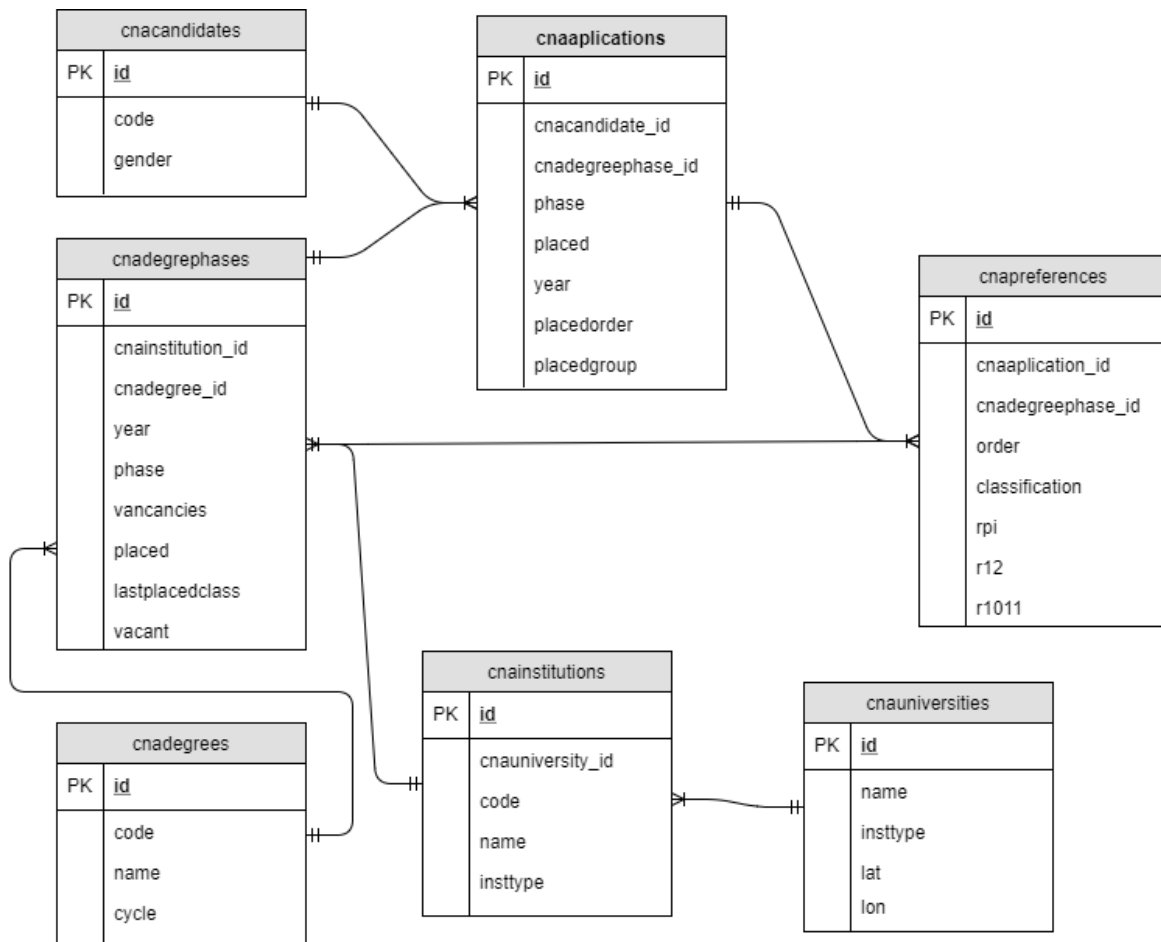 cnacandidates
PK id
code
gender
cnaaplications
PK id
cnacandidate_id
cnadegreephase_id
phase
placed
year
placedorder
placedgroup
cnadegrephases
PK id
cnainstitution_id
cnadegree_id
year
phase
vancancies
placed
lastplacedclass
vacant
cnapreferences
PK id
cnaaplication_id
cnadegreephase_id
order
classification
rpi
r12
r1011
cnainstitutions
PK id
cnauniversity_id
code
name
insttype
cnauniversities
PK id
name
insttype
lat
lon
cnadegrees
PK id
code
name
cycle